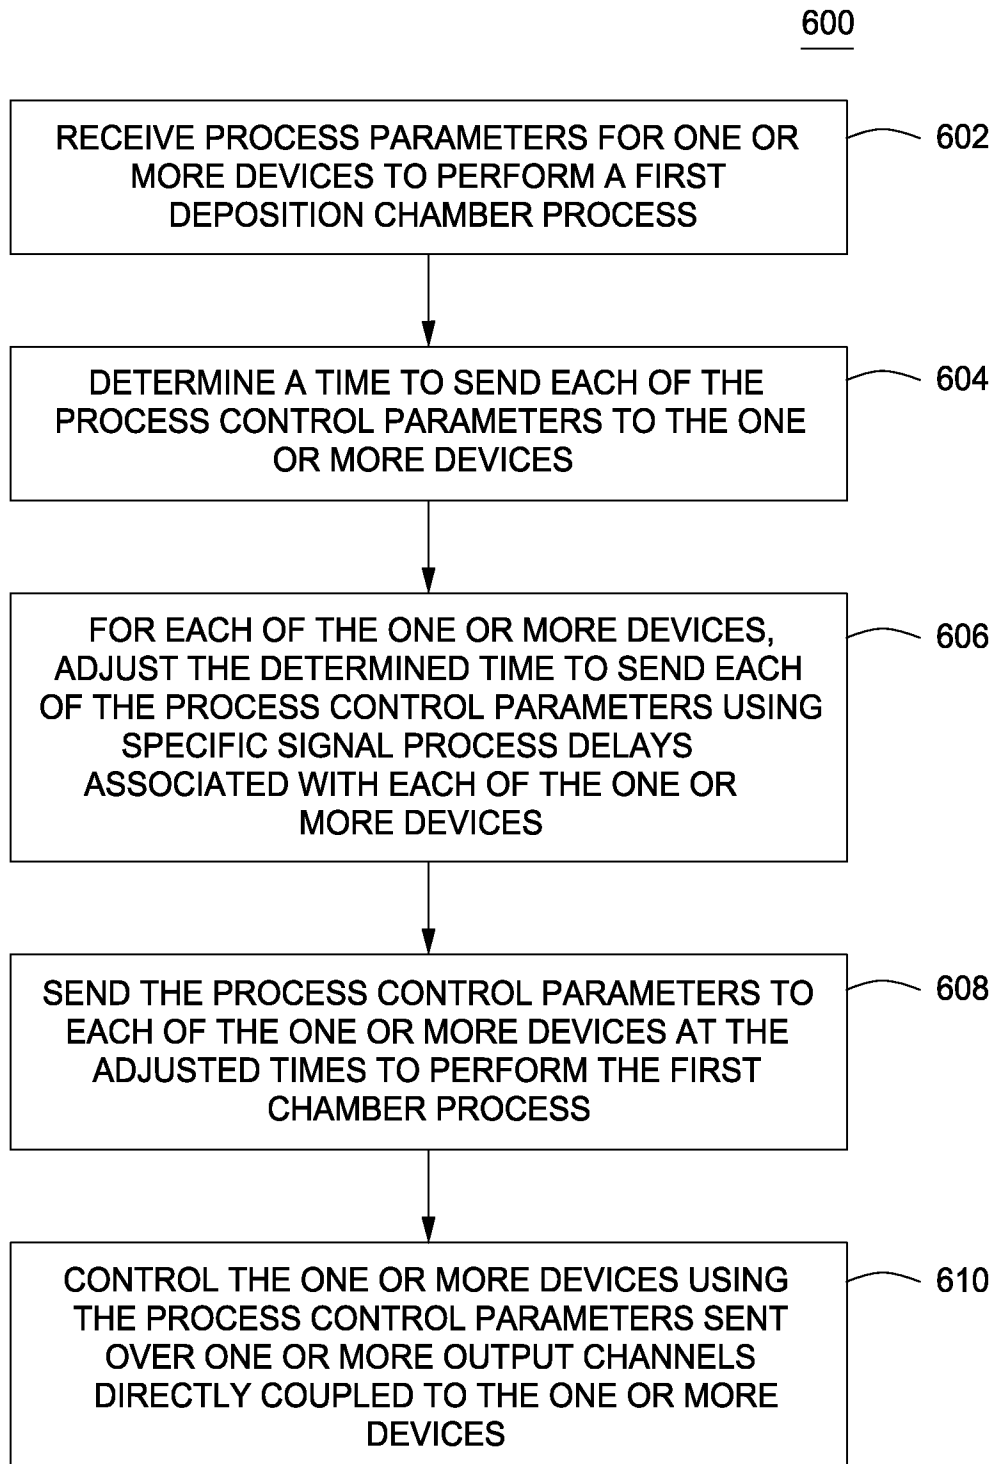 600
RECEIVE PROCESS PARAMETERS FOR ONE OR
MORE DEVICES TO PERFORM A FIRST
DEPOSITION CHAMBER PROCESS
602
DETERMINE A TIME TO SEND EACH OF THE
PROCESS CONTROL PARAMETERS TO THE ONE
OR MORE DEVICES
604
FOR EACH OF THE ONE OR MORE DEVICES,
ADJUST THE DETERMINED TIME TO SEND EACH
OF THE PROCESS CONTROL PARAMETERS USING
SPECIFIC SIGNAL PROCESS DELAYS
ASSOCIATED WITH EACH OF THE ONE OR
MORE DEVICES
606
SEND THE PROCESS CONTROL PARAMETERS TO
EACH OF THE ONE OR MORE DEVICES AT THE
ADJUSTED TIMES TO PERFORM THE FIRST
CHAMBER PROCESS
608
CONTROL THE ONE OR MORE DEVICES USING
THE PROCESS CONTROL PARAMETERS SENT
OVER ONE OR MORE OUTPUT CHANNELS
DIRECTLY COUPLED TO THE ONE OR MORE
DEVICES
610